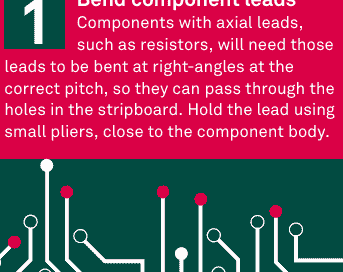 1
Bend component leads
Components with axial leads,
such as resistors, will need those
leads to be bent at right-angles at the
correct pitch, so they can pass through the
holes in the stripboard. Hold the lead using
small pliers, close to the component body.